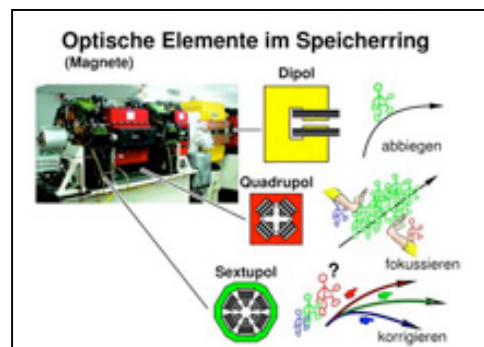 Optische Elemente im Speicherring
(Magnete)
Dipol
abbiegen
Quadrupol
fokussieren
Sextupol
?
korrigieren